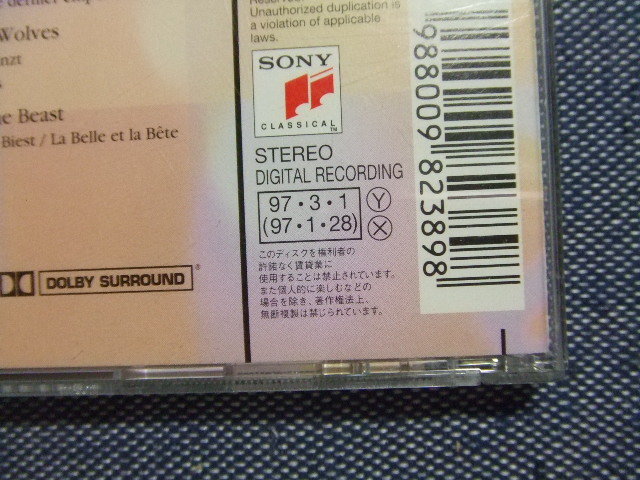 dernier
Wolves
nzt
e Beast
Biest / La Belle et la Bête
DOLBY SURROUND
Unauthorized duplication is
a violation of applicable
laws.
SONY
CLASSICAL
TM
STEREO
DIGITAL RECORDING
97・3・1 Y
(97・1・28) X
このディスクを権利者の
許諾なく賃貸業に
使用することは禁止されています。
また個人的に楽しむなどの
場合を除き、著作権法上、
無断複製は禁じられています。
988009 823898